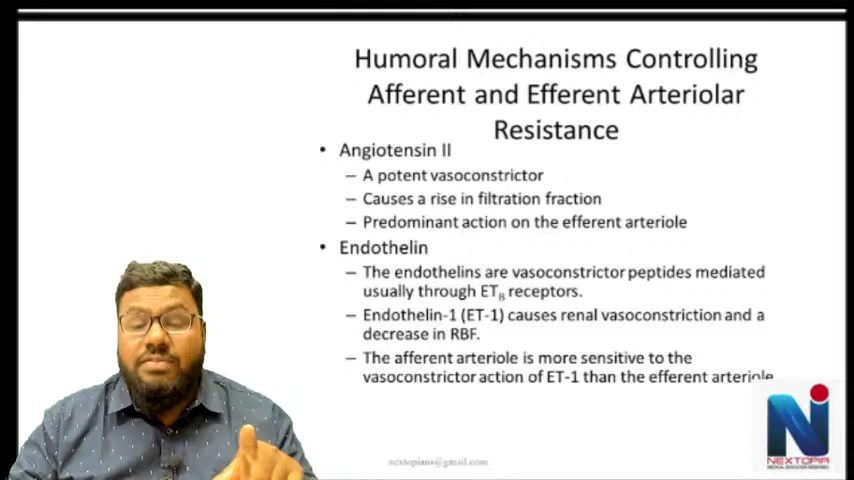 Humoral Mechanisms Controlling
Afferent and Efferent Arteriolar
Resistance
• Angiotensin II
– A potent vasoconstrictor
– Causes a rise in filtration fraction
– Predominant action on the efferent arteriole
• Endothelin
– The endothelins are vasoconstrictor peptides mediated
usually through ETB receptors.
– Endothelin-1 (ET-1) causes renal vasoconstriction and a
decrease in RBF.
– The afferent arteriole is more sensitive to the
vasoconstrictor action of ET-1 than the efferent arteriole
NEXTOPIA
nextopians@gmail.com